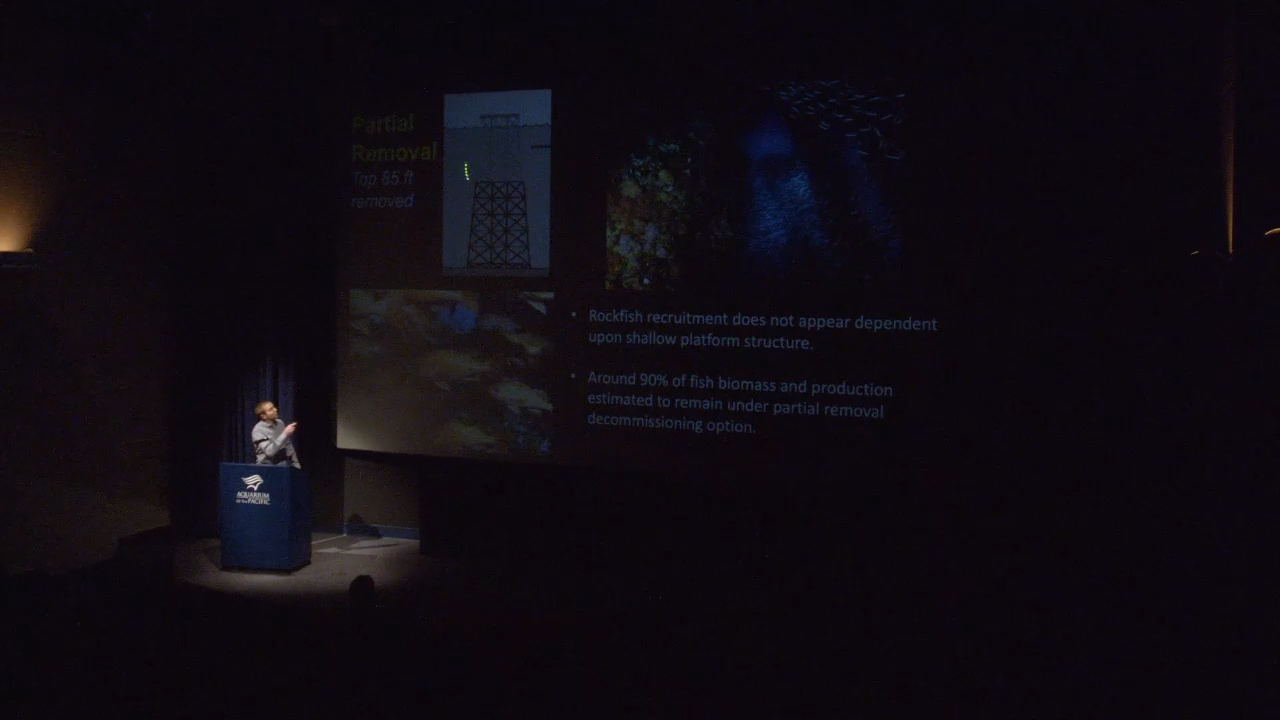 Partial
Removal
Top 85 ft
removed
• Rockfish recruitment does not appear dependent
upon shallow platform structure.
• Around 90% of fish biomass and production
estimated to remain under partial removal
decommissioning option.
AQUARIUM
OF THE
PACIFIC